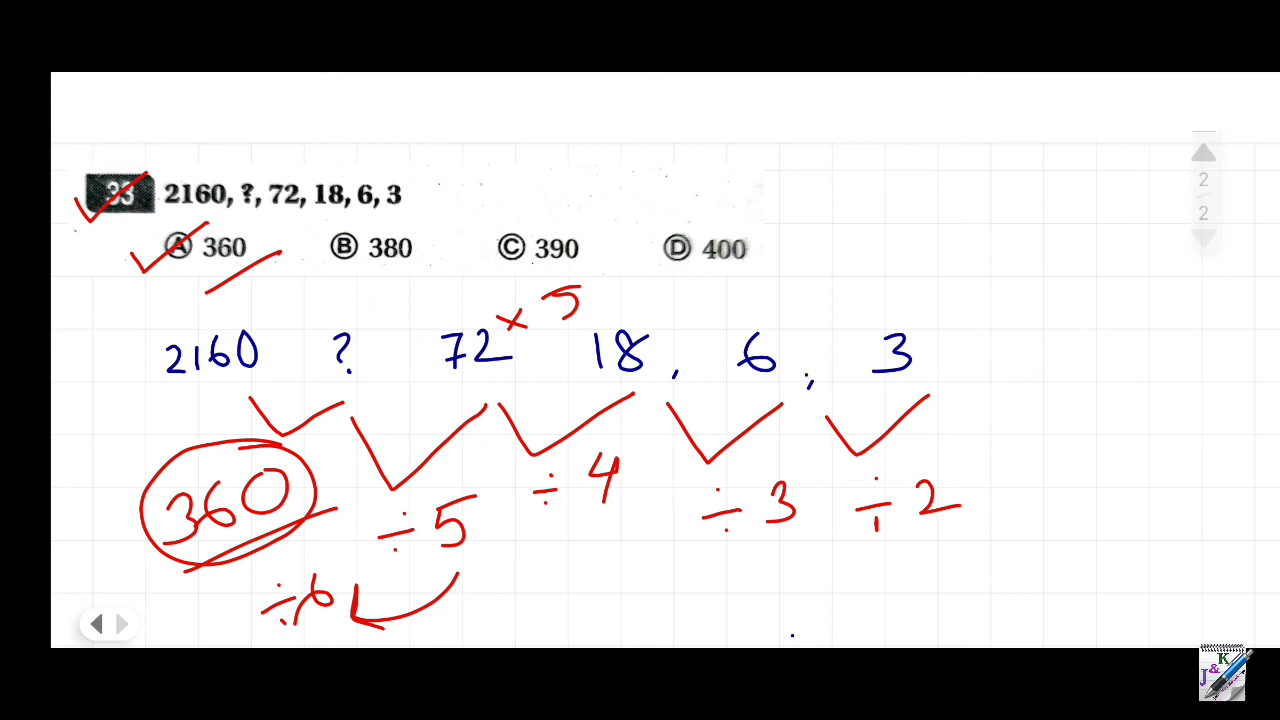 33 2160, ?, 72, 18, 6, 3
Ⓐ 360 Ⓑ 380 Ⓒ 390 Ⓓ 400
× 5
2160 ? 72 18, 6, 3
360 ÷5 ÷4 ÷3 ÷2
÷6
2
2
J&K